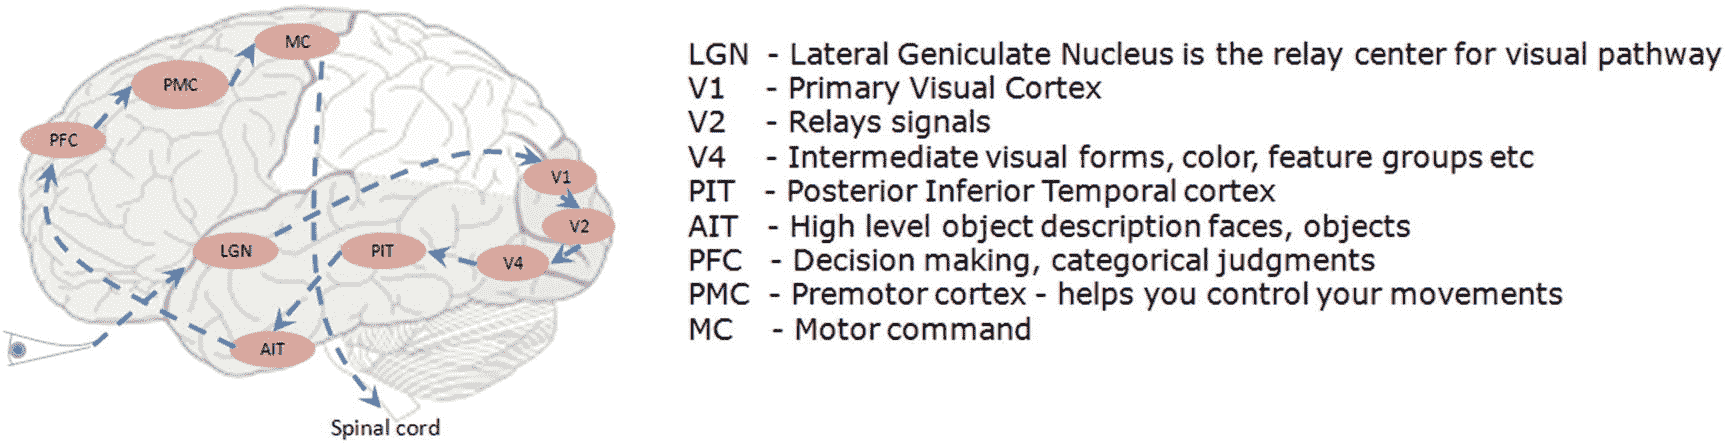 MC
PMC
PFC
V1
V2
LGN
PIT
V4
AIT
Spinal cord
LGN - Lateral Geniculate Nucleus is the relay center for visual pathway
V1 - Primary Visual Cortex
V2 - Relays signals
V4 - Intermediate visual forms, color, feature groups etc
PIT - Posterior Inferior Temporal cortex
AIT - High level object description faces, objects
PFC - Decision making, categorical judgments
PMC - Premotor cortex - helps you control your movements
MC - Motor command